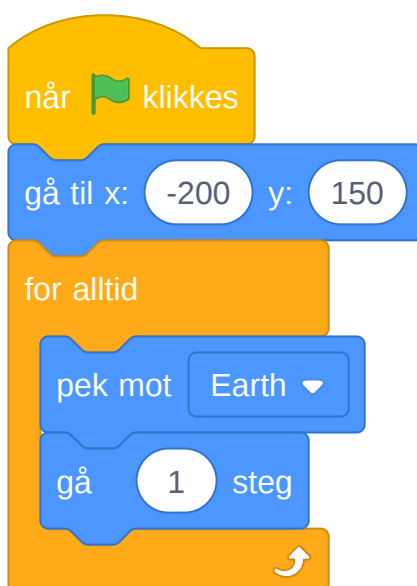 når klikkes
gå til x: -200 y: 150
for alltid
pek mot Earth
gå 1 steg